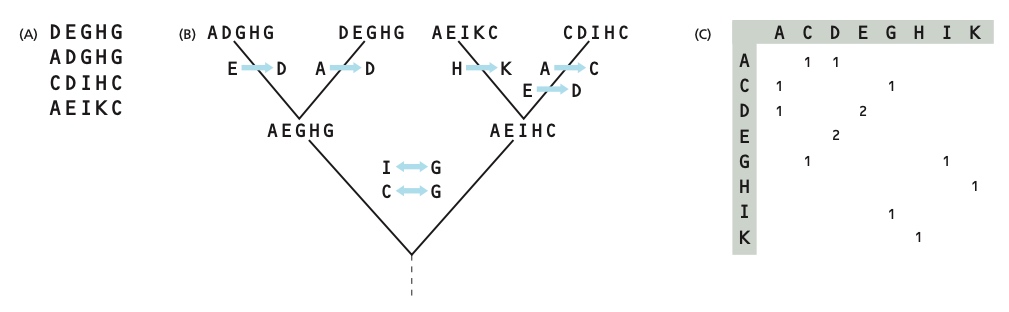 (A) DEGHG
ADGHG
CDIHC
AEIKC
(B) ADGHG DEGHG AEIKC CDIHC
E D A D H K A C
E D
AEGHG AEIHC
I G
C G
(C) A C D E G H I K
A 1 1
C 1 1
D 1 2
E 2
G 1 1
H 1
I 1
K 1